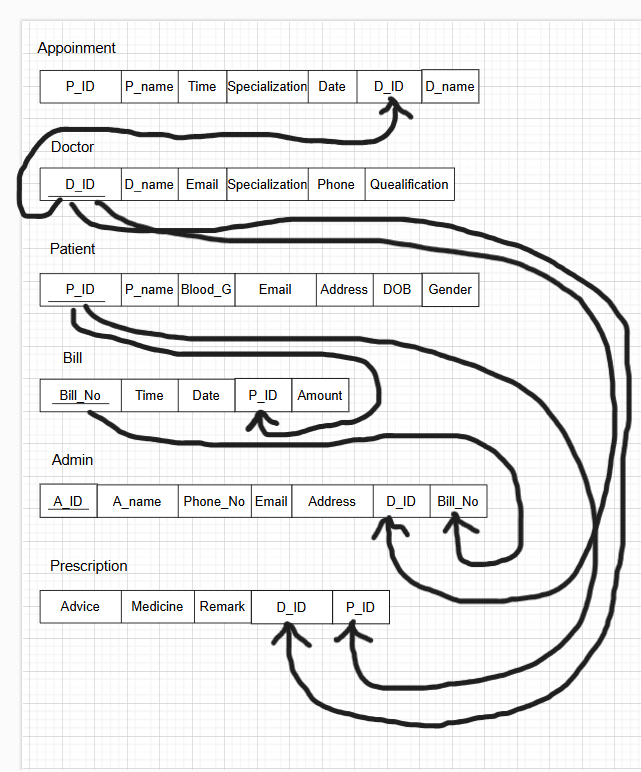 Appoinment
P_ID P_name Time Specialization Date D_ID D_name
Doctor
D_ID D_name Email Specialization Phone Quealification
Patient
P_ID P_name Blood_G Email Address DOB Gender
Bill
Bill_No Time Date P_ID Amount
Admin
A_ID A_name Phone_No Email Address D_ID Bill_No
Prescription
Advice Medicine Remark D_ID P_ID